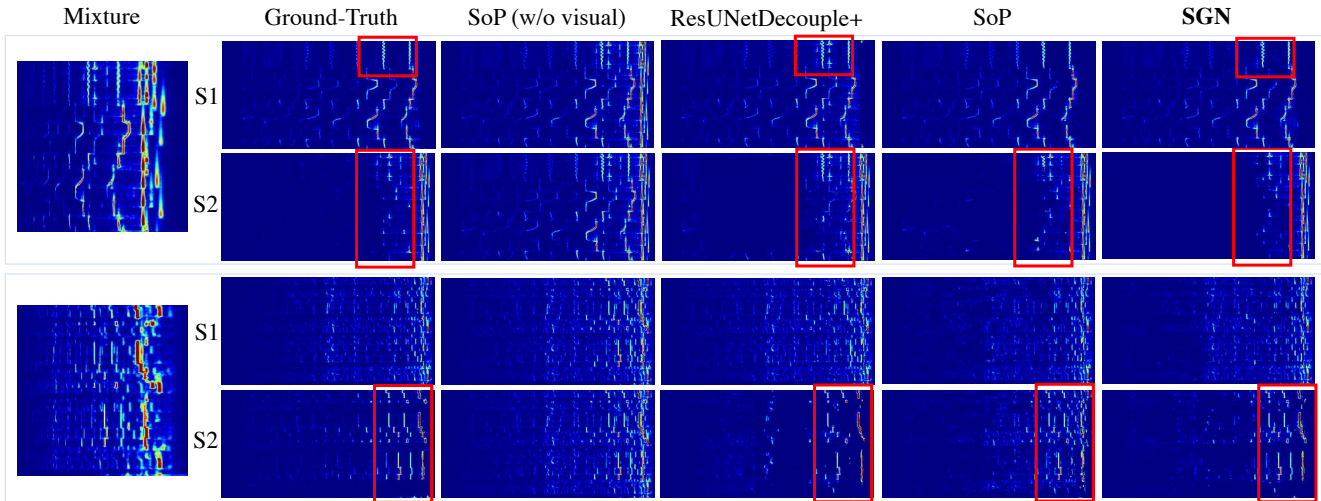 Mixture Ground-Truth SoP (w/o visual) ResUNetDecouple+ SoP SGN
S1
S2
S1
S2